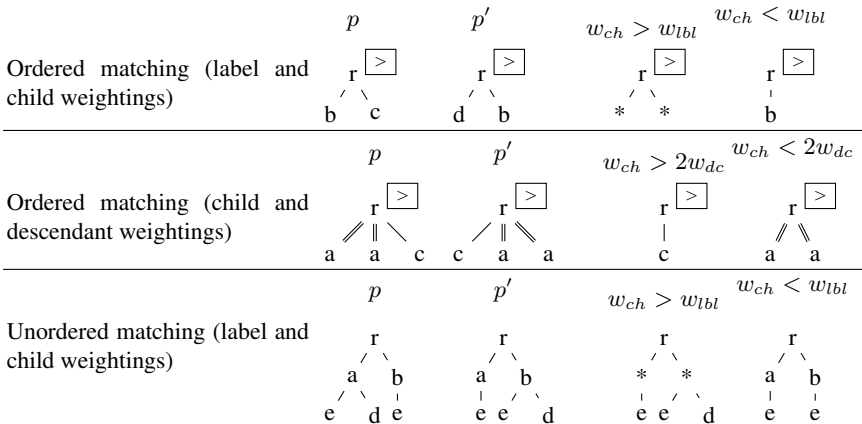 p p′ w_ch > w_lbl w_ch < w_lbl
Ordered matching (label and
child weightings)
r > r > r > r >
b c d b * * b
p p′ w_ch > 2w_dc w_ch < 2w_dc
Ordered matching (child and
descendant weightings)
r > r > r > r >
a a c c a a c a a
p p′ w_ch > w_lbl w_ch < w_lbl
Unordered matching (label and
child weightings)
r r r r
a b a b * * a b
e d e e e d e e d e e